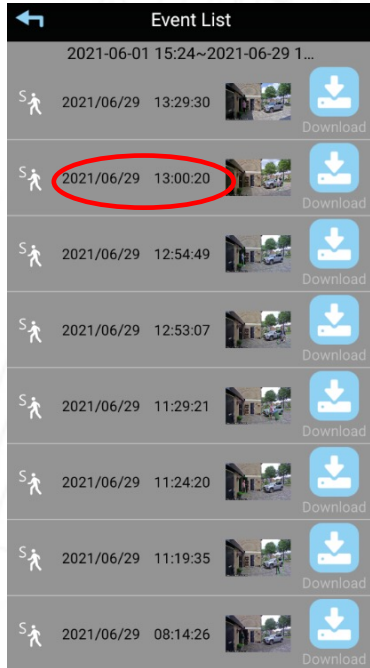 Event List
2021-06-01 15:24~2021-06-29 1...
S 2021/06/29 13:29:30 Download
S 2021/06/29 13:00:20 Download
S 2021/06/29 12:54:49 Download
S 2021/06/29 12:53:07 Download
S 2021/06/29 11:29:21 Download
S 2021/06/29 11:24:20 Download
S 2021/06/29 11:19:35 Download
S 2021/06/29 08:14:26 Download